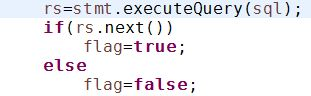 rs=stmt.executeQuery(sql);
if(rs.next())
flag=true;
else
flag=false;